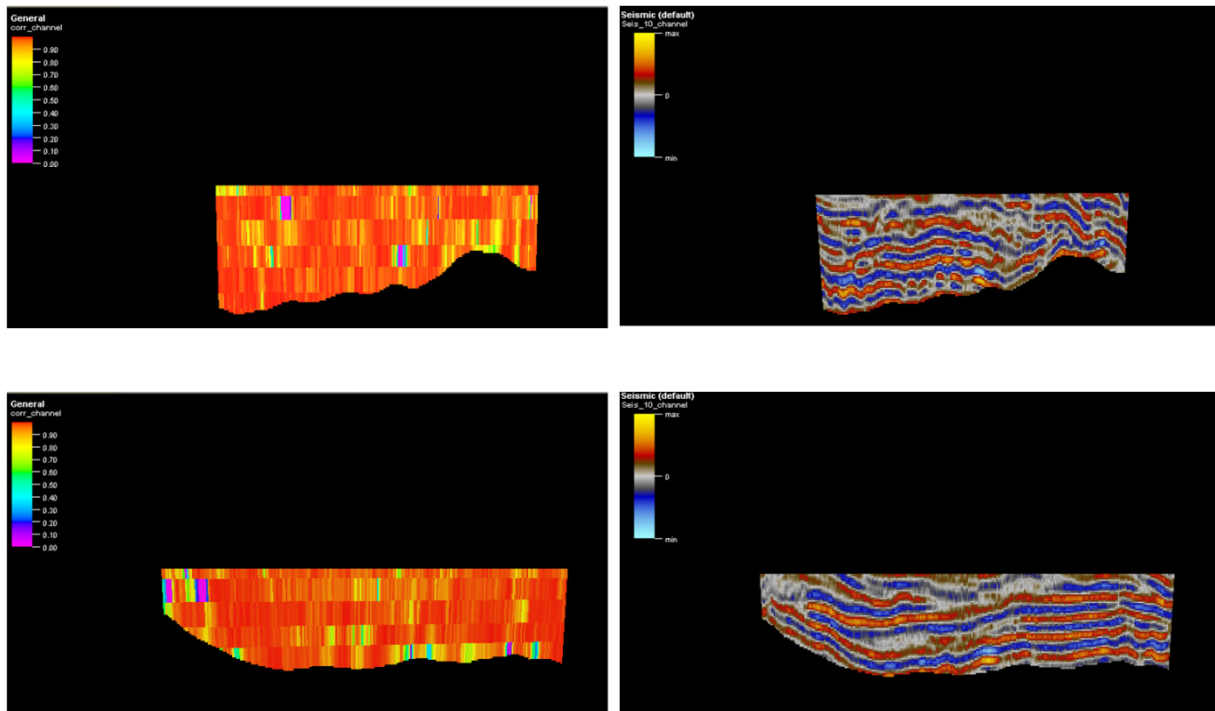 General
corr_channel
0.90
0.80
0.70
0.60
0.50
0.40
0.30
0.20
0.10
0.00
Seismic (default)
Seis_10_channel
max
0
min
General
corr_channel
0.90
0.80
0.70
0.60
0.50
0.40
0.30
0.20
0.10
0.00
Seismic (default)
Seis_10_channel
max
0
min